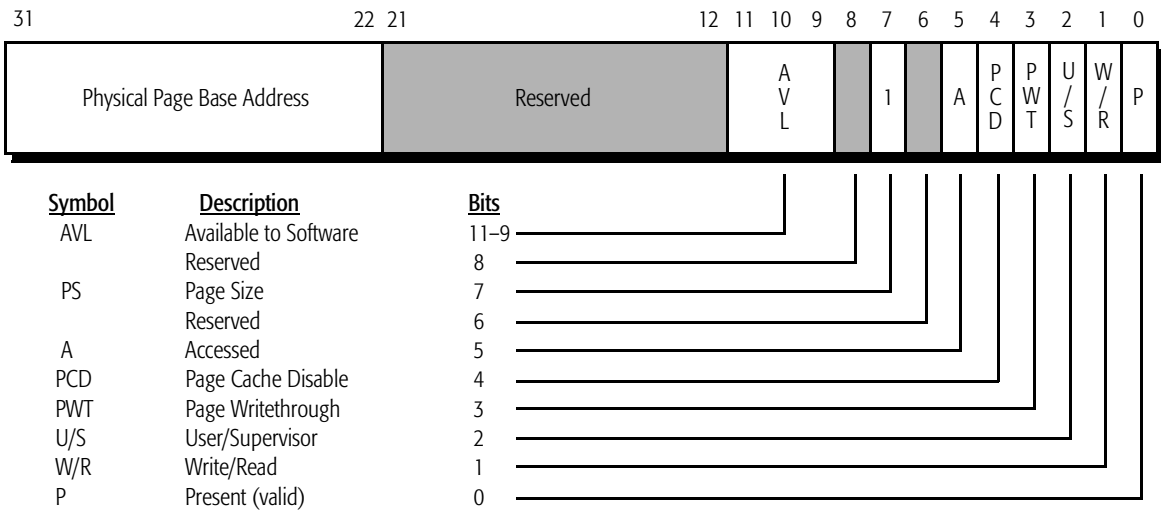 31 22 21 12 11 10 9 8 7 6 5 4 3 2 1 0
Physical Page Base Address Reserved AVL 1 A PCD PWT U/S W/R P
Symbol Description Bits
AVL Available to Software 11–9
Reserved 8
PS Page Size 7
Reserved 6
A Accessed 5
PCD Page Cache Disable 4
PWT Page Writethrough 3
U/S User/Supervisor 2
W/R Write/Read 1
P Present (valid) 0